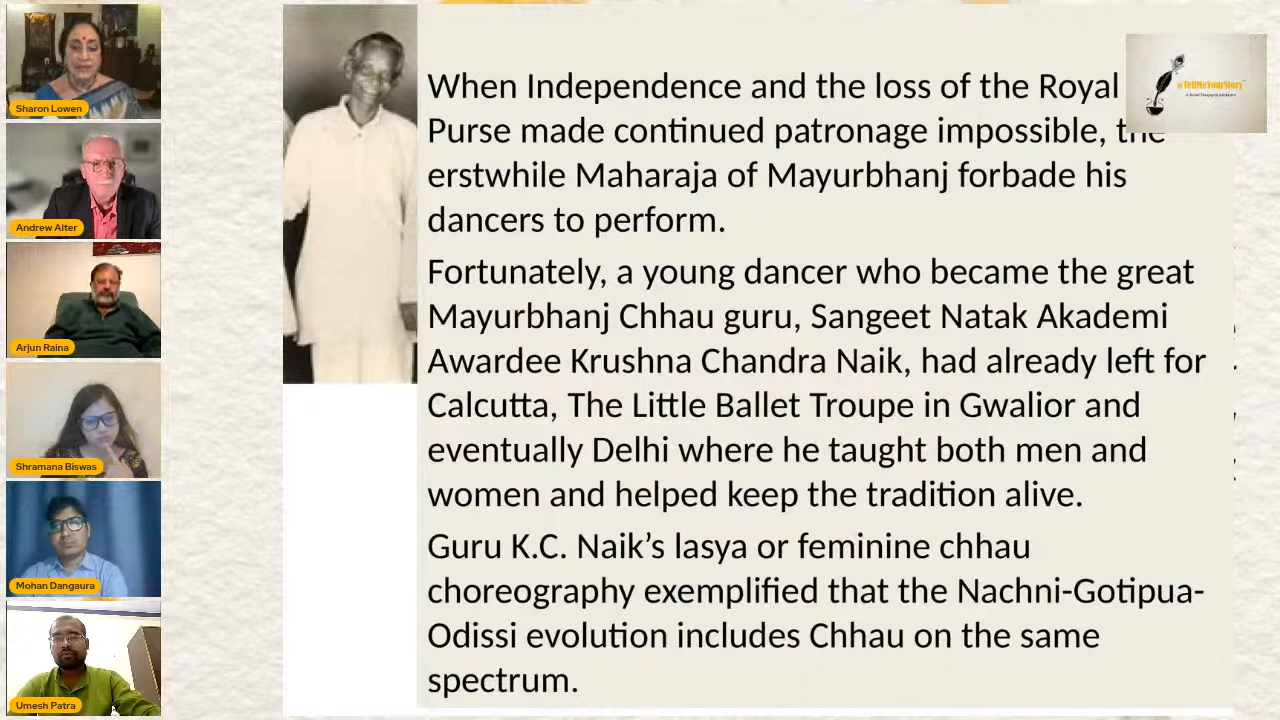 Sharon Lowen
Andrew Alter
Arjun Raina
Shramana Biswas
Mohan Dangaura
Umesh Patra
When Independence and the loss of the Royal
Purse made continued patronage impossible, the
erstwhile Maharaja of Mayurbhanj forbade his
dancers to perform.
Fortunately, a young dancer who became the great
Mayurbhanj Chhau guru, Sangeet Natak Akademi
Awardee Krushna Chandra Naik, had already left for
Calcutta, The Little Ballet Troupe in Gwalior and
eventually Delhi where he taught both men and
women and helped keep the tradition alive.
Guru K.C. Naik’s lasya or feminine chhau
choreography exemplified that the Nachni-Gotipua-
Odissi evolution includes Chhau on the same
spectrum.
#TellMeYourStory